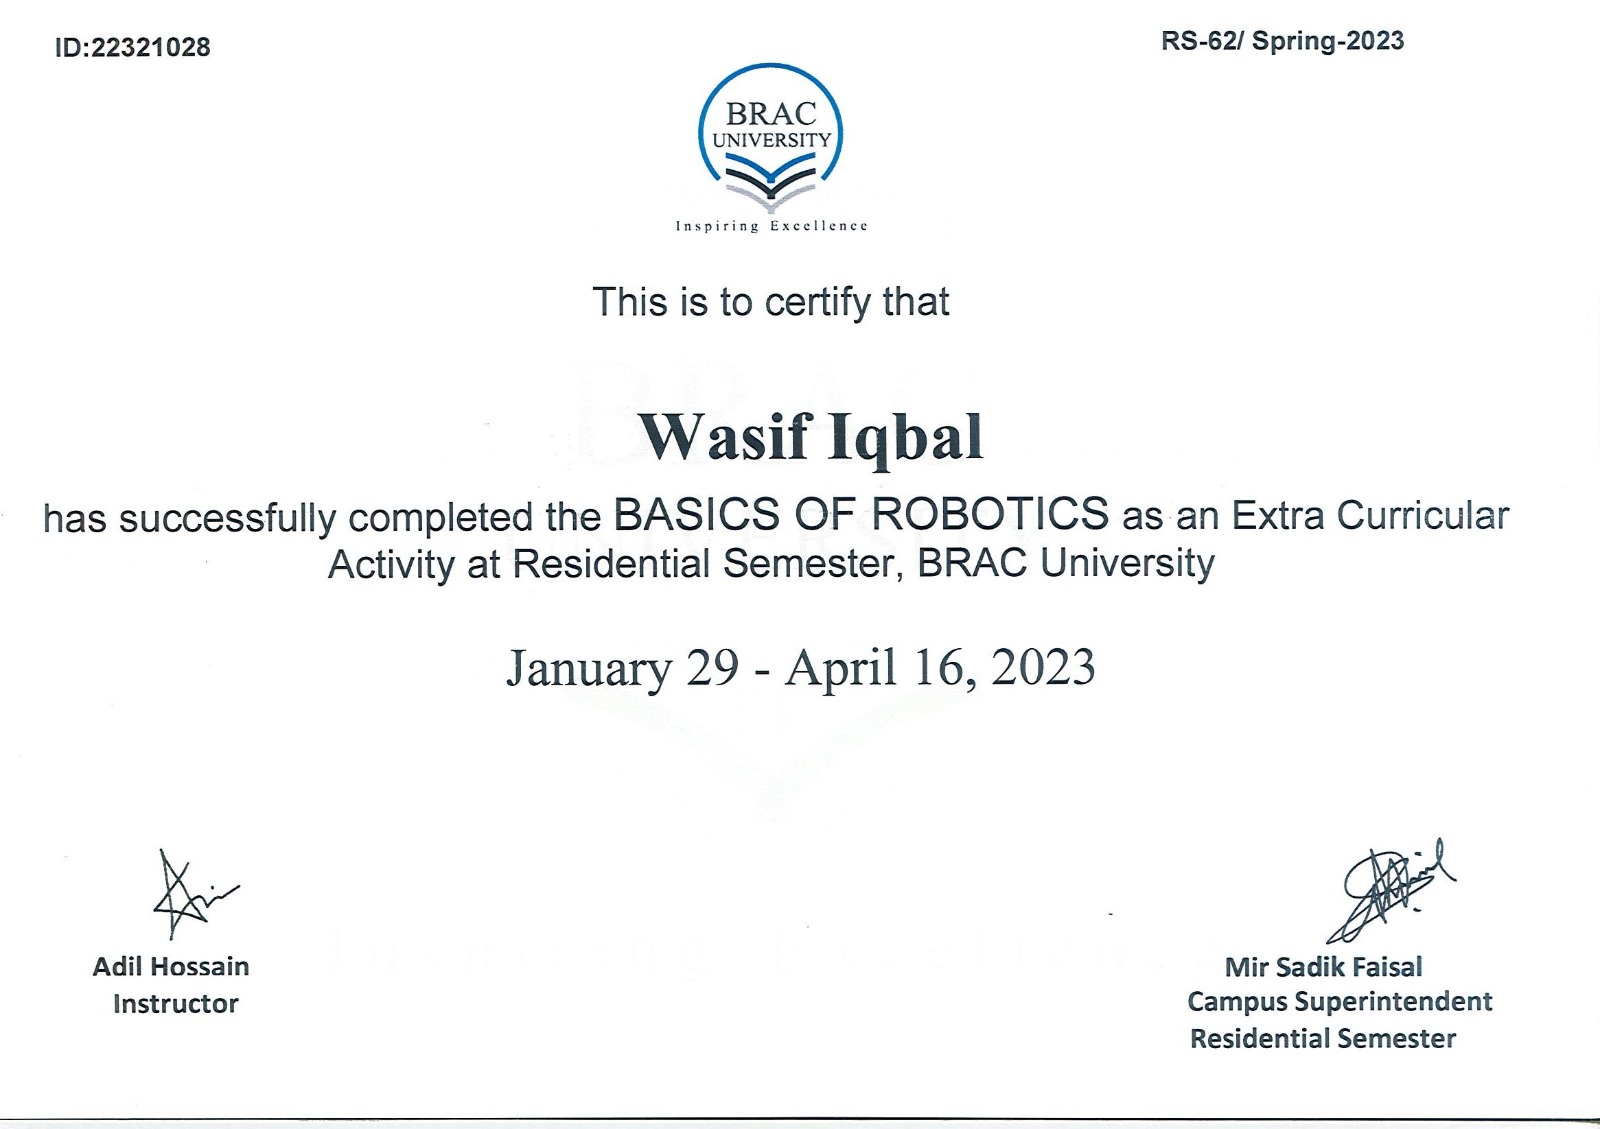 ID:22321028
RS-62/ Spring-2023
BRAC
UNIVERSITY
Inspiring Excellence
This is to certify that
Wasif Iqbal
has successfully completed the BASICS OF ROBOTICS as an Extra Curricular
Activity at Residential Semester, BRAC University
January 29 - April 16, 2023
Adil Hossain
Instructor
Mir Sadik Faisal
Campus Superintendent
Residential Semester